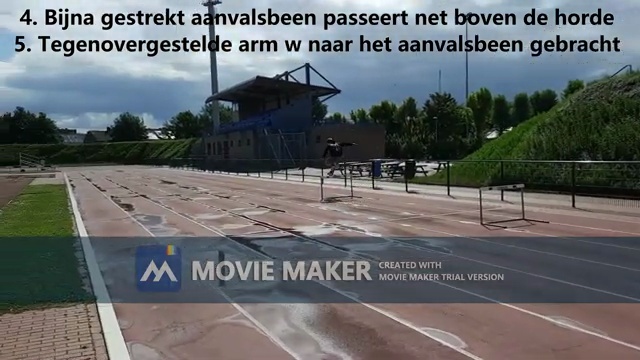 4. Bijna gestrekt aanvalsbeen passeert net boven de horde
5. Tegenovergestelde arm w naar het aanvalsbeen gebracht
MOVIE MAKER
CREATED WITH
MOVIE MAKER TRIAL VERSION